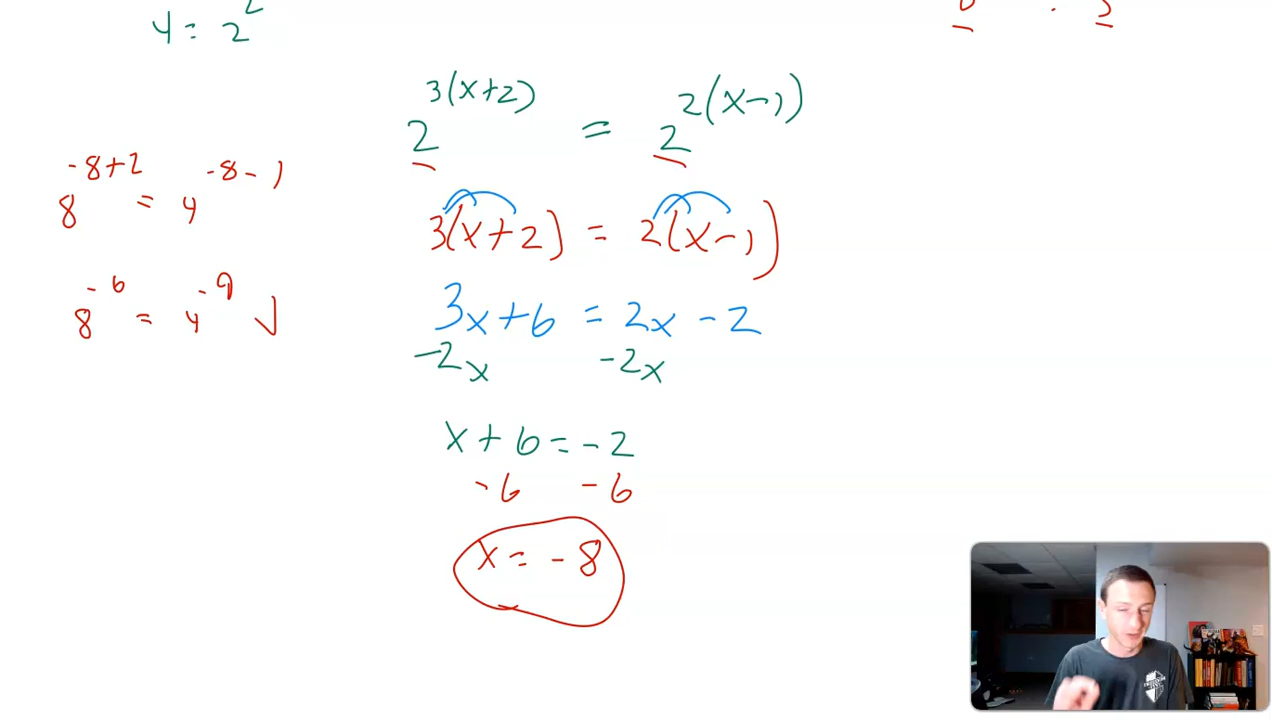 4 = 2^2
2^{3(x+2)} = 2^{2(x-1)}
8^{-8+2} = 4^{-8-1}
3(x+2) = 2(x-1)
8^{-6} = 4^{-9} √
3x+6 = 2x-2
-2x -2x
x+6=-2
-6 -6
x=-8